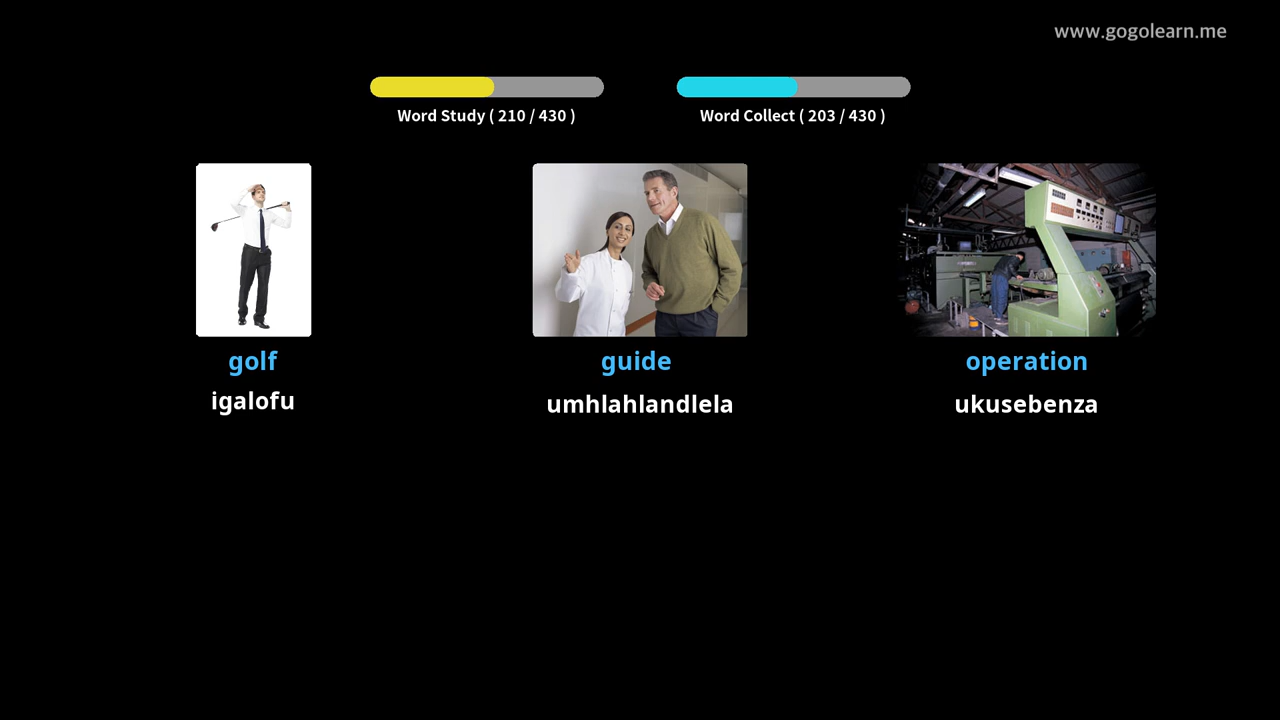 www.gogolearn.me
Word Study ( 210 / 430 )
Word Collect ( 203 / 430 )
golf
guide
operation
igalofu
umhlahlandlela
ukusebenza